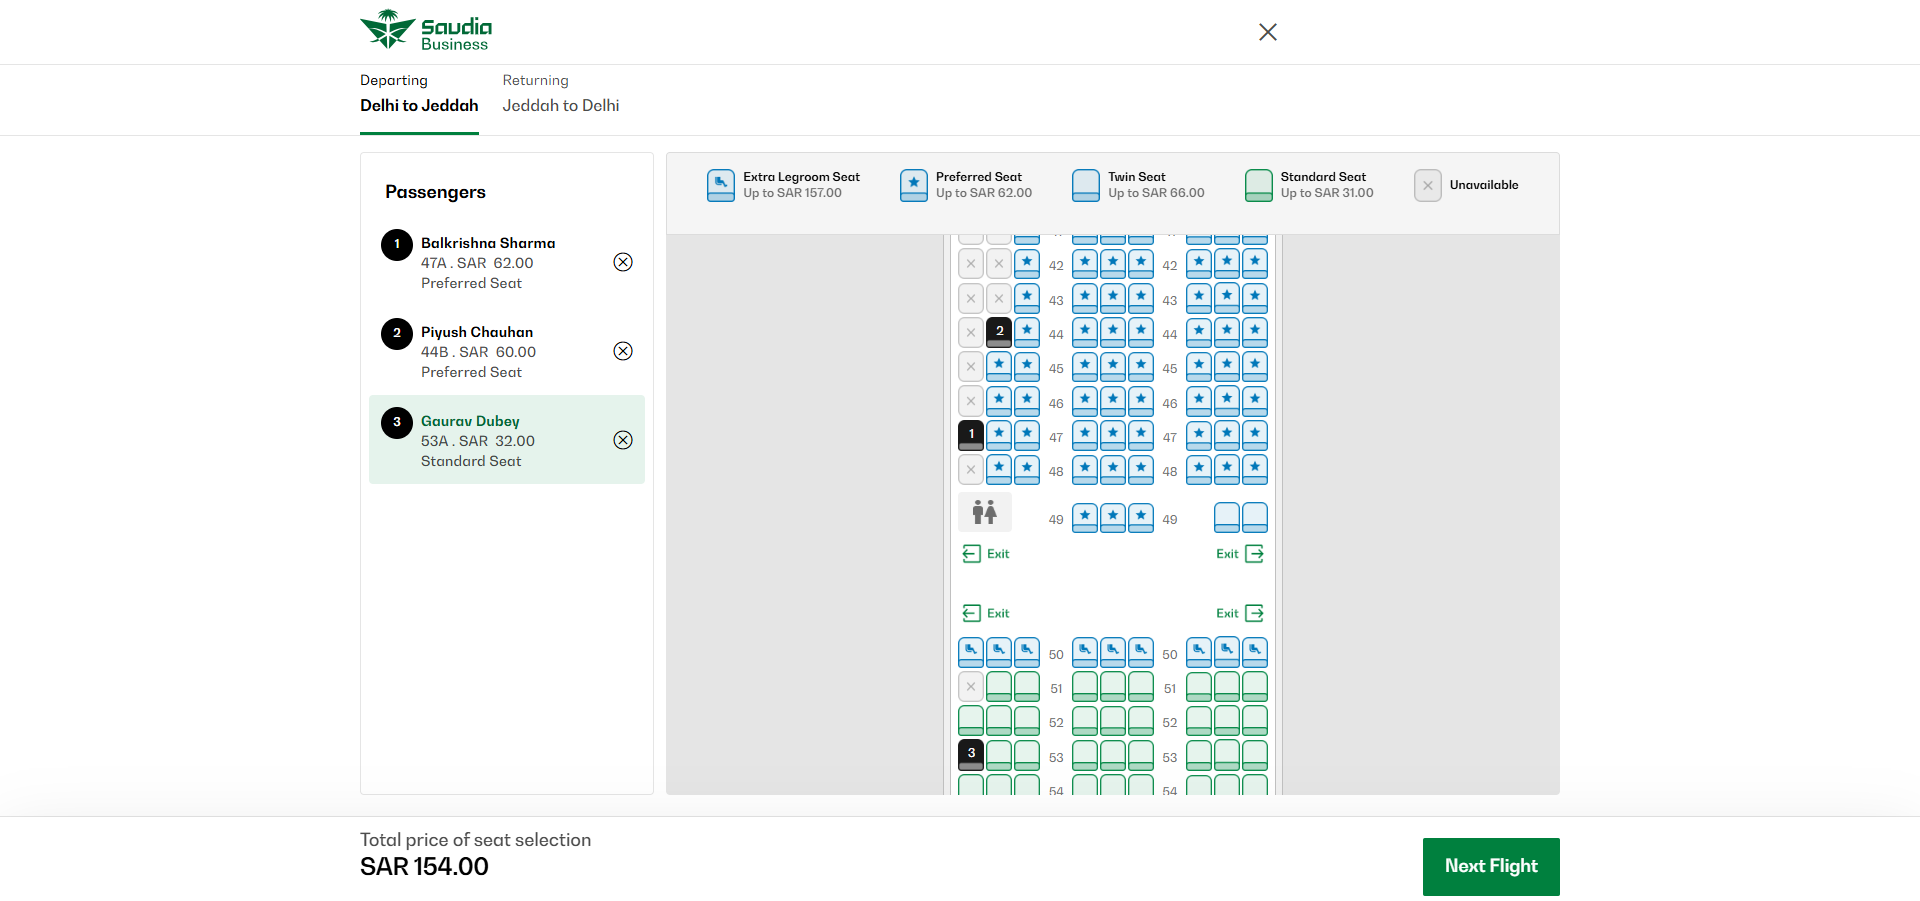 Saudia
Business
Departing
Delhi to Jeddah
Returning
Jeddah to Delhi
Passengers
1
Balkrishna Sharma
47A . SAR 62.00
Preferred Seat
2
Piyush Chauhan
44B . SAR 60.00
Preferred Seat
3
Gaurav Dubey
53A . SAR 32.00
Standard Seat
Extra Legroom Seat
Up to SAR 157.00
Preferred Seat
Up to SAR 62.00
Twin Seat
Up to SAR 66.00
Standard Seat
Up to SAR 31.00
Unavailable
42 42
43 43
2 44 44
45 45
46 46
1 47 47
48 48
49 49
Exit Exit
Exit Exit
50 50
51 51
52 52
3 53 53
54 54
Total price of seat selection
SAR 154.00
Next Flight